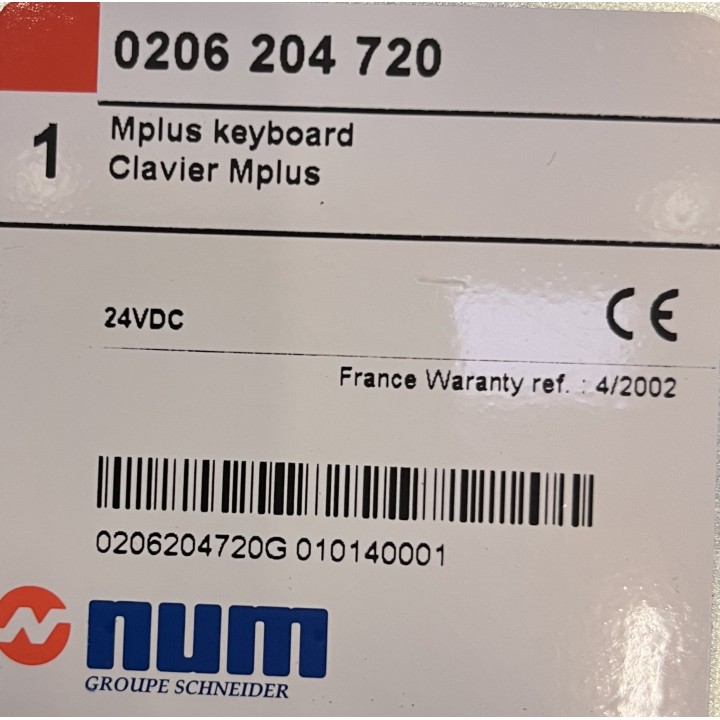 0206 204 720
1
Mplus keyboard
Clavier Mplus
24VDC
CE
France Waranty ref. : 4/2002
0206204720G 010140001
num
GROUPE SCHNEIDER